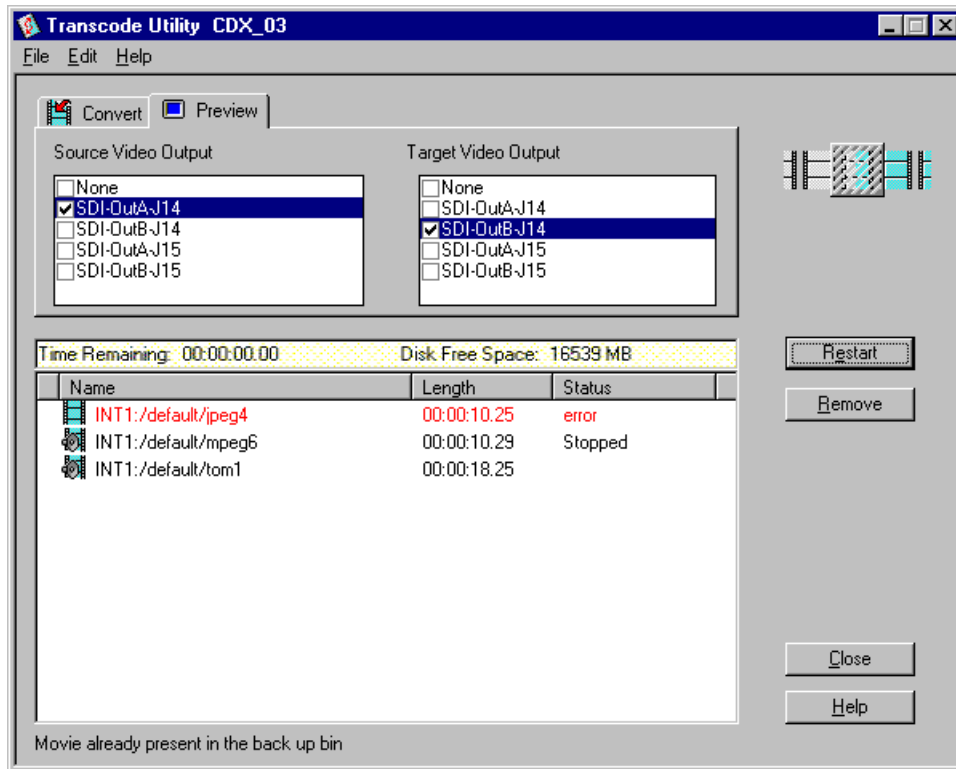 Transcode Utility CDX_03
File Edit Help
Convert Preview
Source Video Output
None
SDI-OutA-J14
SDI-OutB-J14
SDI-OutA-J15
SDI-OutB-J15
Target Video Output
None
SDI-OutA-J14
SDI-OutB-J14
SDI-OutA-J15
SDI-OutB-J15
Time Remaining: 00:00:00.00 Disk Free Space: 16539 MB
Name Length Status
INT1:/default/jpeg4 00:00:10.25 error
INT1:/default/mpeg6 00:00:10.29 Stopped
INT1:/default/tom1 00:00:18.25
Restart
Remove
Close
Help
Movie already present in the back up bin